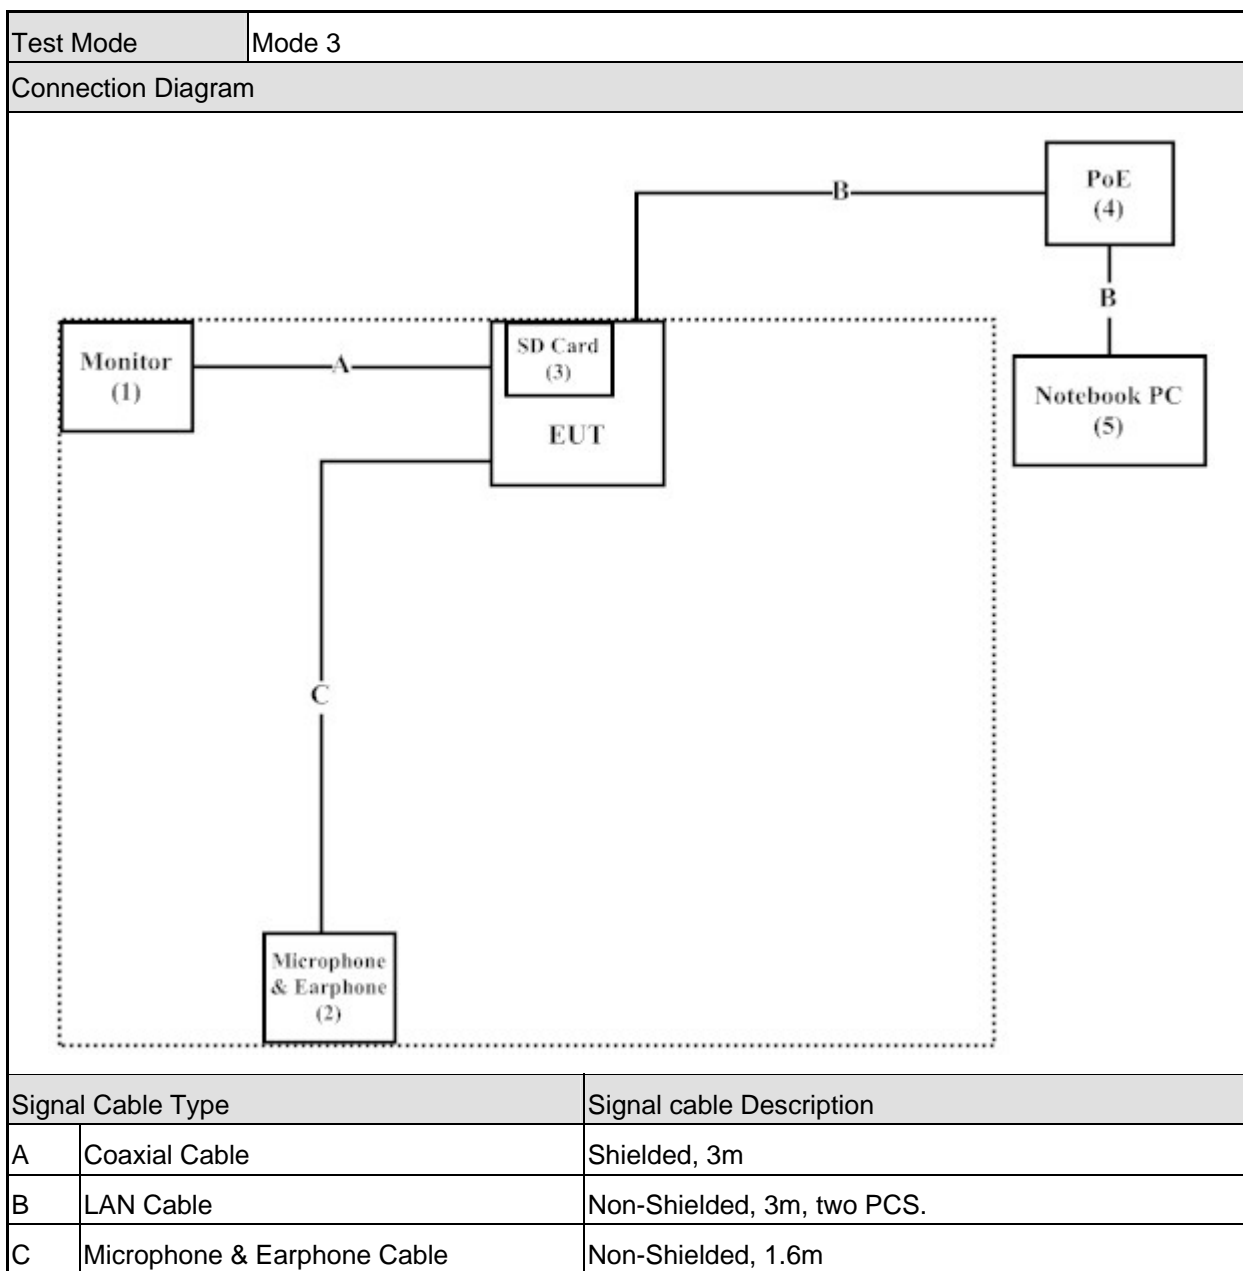 Test Mode Mode 3
Connection Diagram
PoE
(4)
B
B
Monitor
(1)
A
SD Card
(3)
EUT
Notebook PC
(5)
C
Microphone
& Earphone
(2)
Signal Cable Type Signal cable Description
A Coaxial Cable Shielded, 3m
B LAN Cable Non-Shielded, 3m, two PCS.
C Microphone & Earphone Cable Non-Shielded, 1.6m